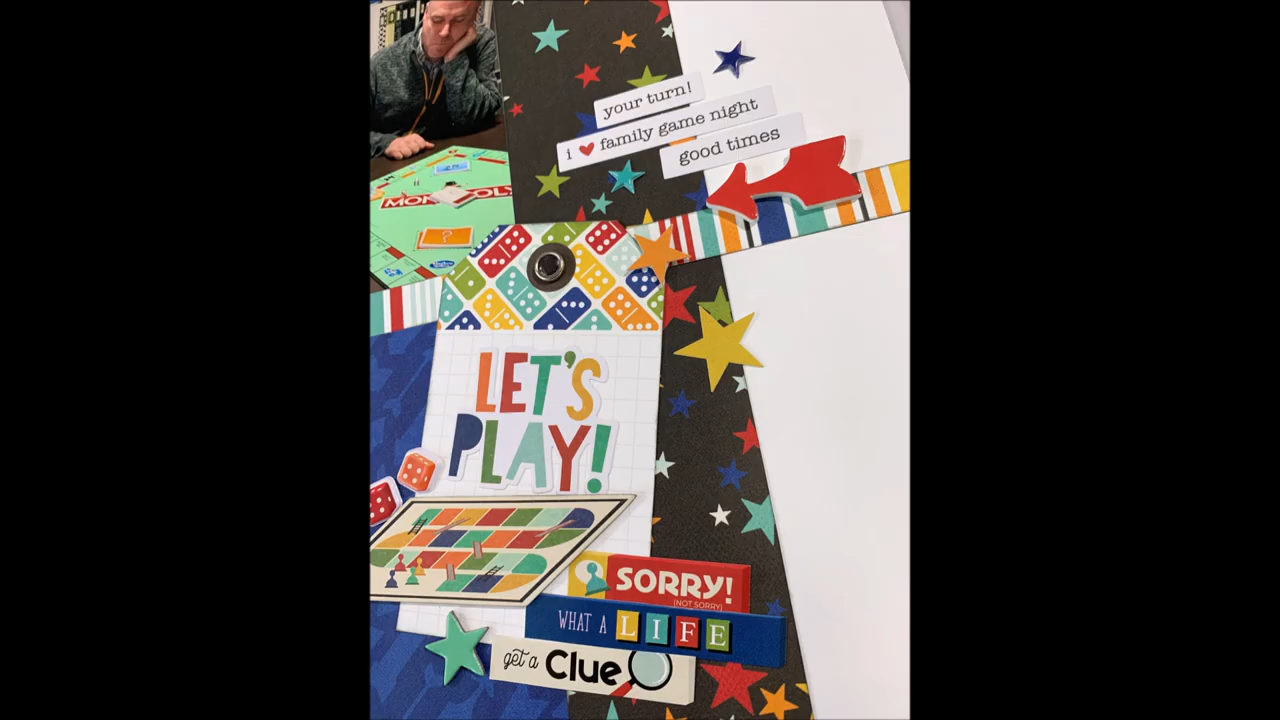 your turn!
i family game night
good times
MONOPOLY
?
LET'S
PLAY!
SORRY!
(NOT SORRY)
WHAT A LIFE
get a Clue